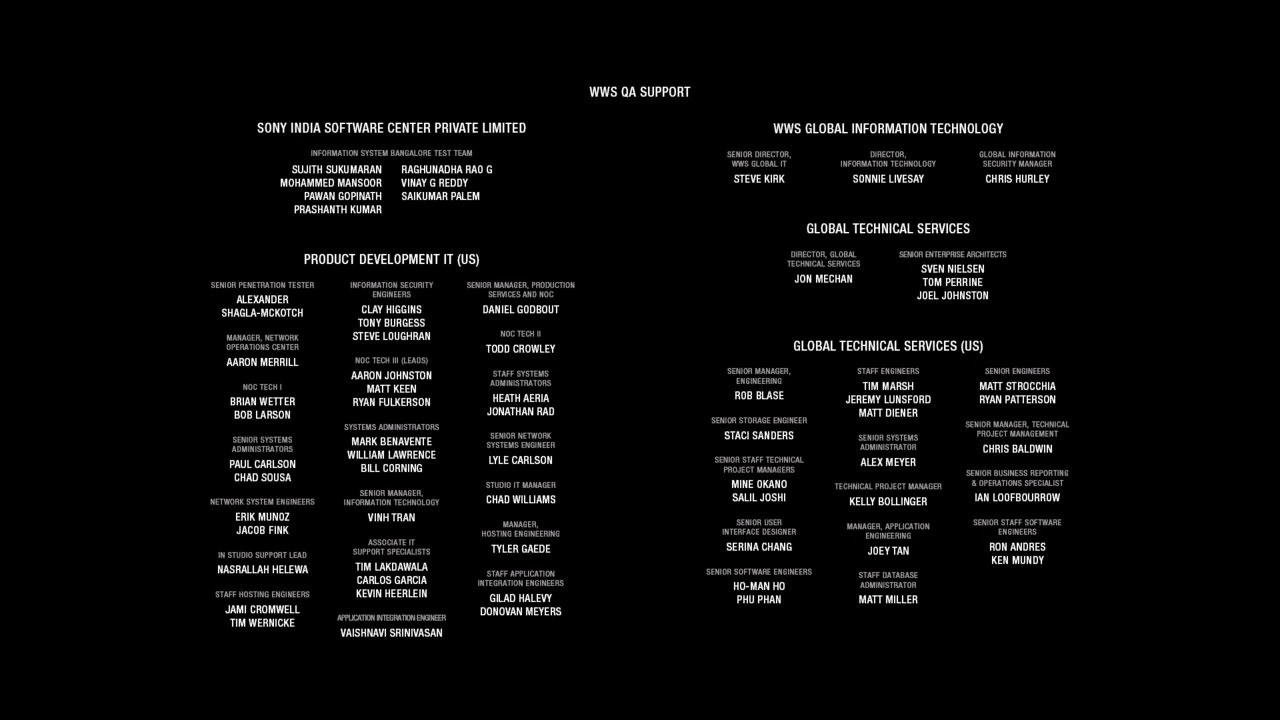 WWS QA SUPPORT
SONY INDIA SOFTWARE CENTER PRIVATE LIMITED
INFORMATION SYSTEM BANGALORE TEST TEAM
SUJITH SUKUMARAN RAGHUNADHA RAO G
MOHAMMED MANSOOR VINAY G REDDY
PAWAN GOPINATH SAIKUMAR PALEM
PRASHANTH KUMAR
PRODUCT DEVELOPMENT IT (US)
SENIOR PENETRATION TESTER
ALEXANDER
SHAGLA-MCKOTCH
MANAGER, NETWORK
OPERATIONS CENTER
AARON MERRILL
NOC TECH I
BRIAN WETTER
BOB LARSON
SENIOR SYSTEMS
ADMINISTRATORS
PAUL CARLSON
CHAD SOUSA
NETWORK SYSTEM ENGINEERS
ERIK MUNOZ
JACOB FINK
IN STUDIO SUPPORT LEAD
NASRALLAH HELEWA
STAFF HOSTING ENGINEERS
JAMI CROMWELL
TIM WERNICKE
INFORMATION SECURITY
ENGINEERS
CLAY HIGGINS
TONY BURGESS
STEVE LOUGHRAN
NOC TECH III (LEADS)
AARON JOHNSTON
MATT KEEN
RYAN FULKERSON
SYSTEMS ADMINISTRATORS
MARK BENAVENTE
WILLIAM LAWRENCE
BILL CORNING
SENIOR MANAGER,
INFORMATION TECHNOLOGY
VINH TRAN
ASSOCIATE IT
SUPPORT SPECIALISTS
TIM LAKDAWALA
CARLOS GARCIA
KEVIN HEERLEIN
APPLICATION INTEGRATION ENGINEER
VAISHNAVI SRINIVASAN
SENIOR MANAGER, PRODUCTION
SERVICES AND NOC
DANIEL GODBOUT
NOC TECH II
TODD CROWLEY
STAFF SYSTEMS
ADMINISTRATORS
HEATH AERIA
JONATHAN RAD
SENIOR NETWORK
SYSTEMS ENGINEER
LYLE CARLSON
STUDIO IT MANAGER
CHAD WILLIAMS
MANAGER,
HOSTING ENGINEERING
TYLER GAEDE
STAFF APPLICATION
INTEGRATION ENGINEERS
GILAD HALEVY
DONOVAN MEYERS
WWS GLOBAL INFORMATION TECHNOLOGY
SENIOR DIRECTOR,
WWS GLOBAL IT
STEVE KIRK
DIRECTOR,
INFORMATION TECHNOLOGY
SONNIE LIVESAY
GLOBAL INFORMATION
SECURITY MANAGER
CHRIS HURLEY
GLOBAL TECHNICAL SERVICES
DIRECTOR, GLOBAL
TECHNICAL SERVICES
JON MECHAN
SENIOR ENTERPRISE ARCHITECTS
SVEN NIELSEN
TOM PERRINE
JOEL JOHNSTON
GLOBAL TECHNICAL SERVICES (US)
SENIOR MANAGER,
ENGINEERING
ROB BLASE
SENIOR STORAGE ENGINEER
STACI SANDERS
SENIOR STAFF TECHNICAL
PROJECT MANAGERS
MINE OKANO
SALIL JOSHI
SENIOR USER
INTERFACE DESIGNER
SERINA CHANG
SENIOR SOFTWARE ENGINEERS
HO-MAN HO
PHU PHAN
STAFF ENGINEERS
TIM MARSH
JEREMY LUNSFORD
MATT DIENER
SENIOR SYSTEMS
ADMINISTRATOR
ALEX MEYER
TECHNICAL PROJECT MANAGER
KELLY BOLLINGER
MANAGER, APPLICATION
ENGINEERING
JOEY TAN
STAFF DATABASE
ADMINISTRATOR
MATT MILLER
SENIOR ENGINEERS
MATT STROCCHIA
RYAN PATTERSON
SENIOR MANAGER, TECHNICAL
PROJECT MANAGEMENT
CHRIS BALDWIN
SENIOR BUSINESS REPORTING
& OPERATIONS SPECIALIST
IAN LOOFBOURROW
SENIOR STAFF SOFTWARE
ENGINEERS
RON ANDRES
KEN MUNDY